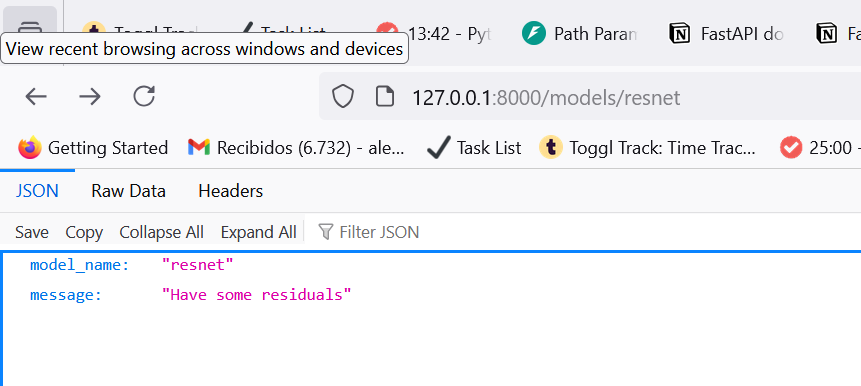 Toggl Track Task List 13:42 - Pyt Path Param FastAPI do Fa
View recent browsing across windows and devices
127.0.0.1:8000/models/resnet
Getting Started Recibidos (6.732) - ale... Task List Toggl Track: Time Trac... 25:00 -
JSON Raw Data Headers
Save Copy Collapse All Expand All Filter JSON
model_name: "resnet"
message: "Have some residuals"